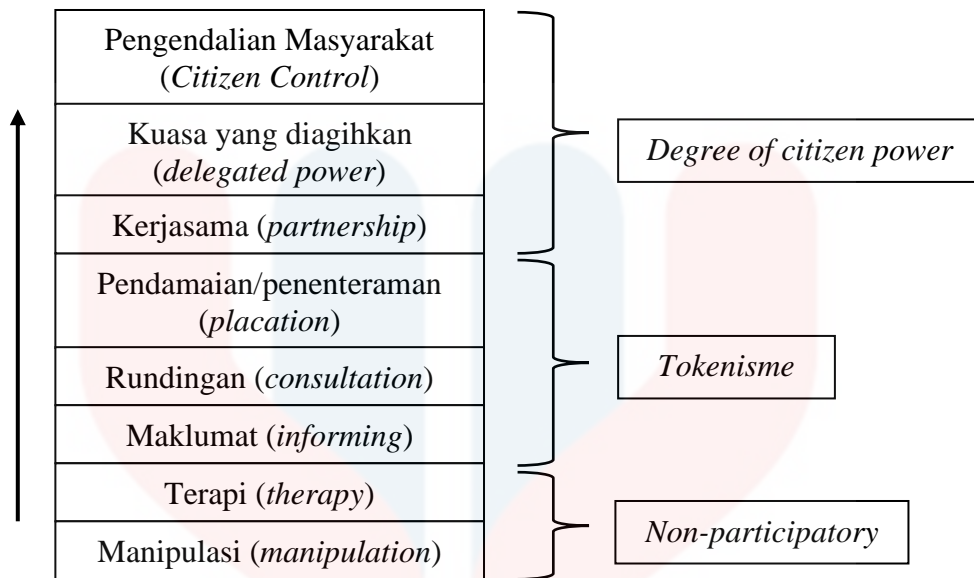 Pengendalian Masyarakat
(Citizen Control)
Kuasa yang diagihkan
(delegated power)
Kerjasama (partnership)
Pendamaian/penenteraman
(placation)
Rundingan (consultation)
Maklumat (informing)
Terapi (therapy)
Manipulasi (manipulation)
Degree of citizen power
Tokenisme
Non-participatory